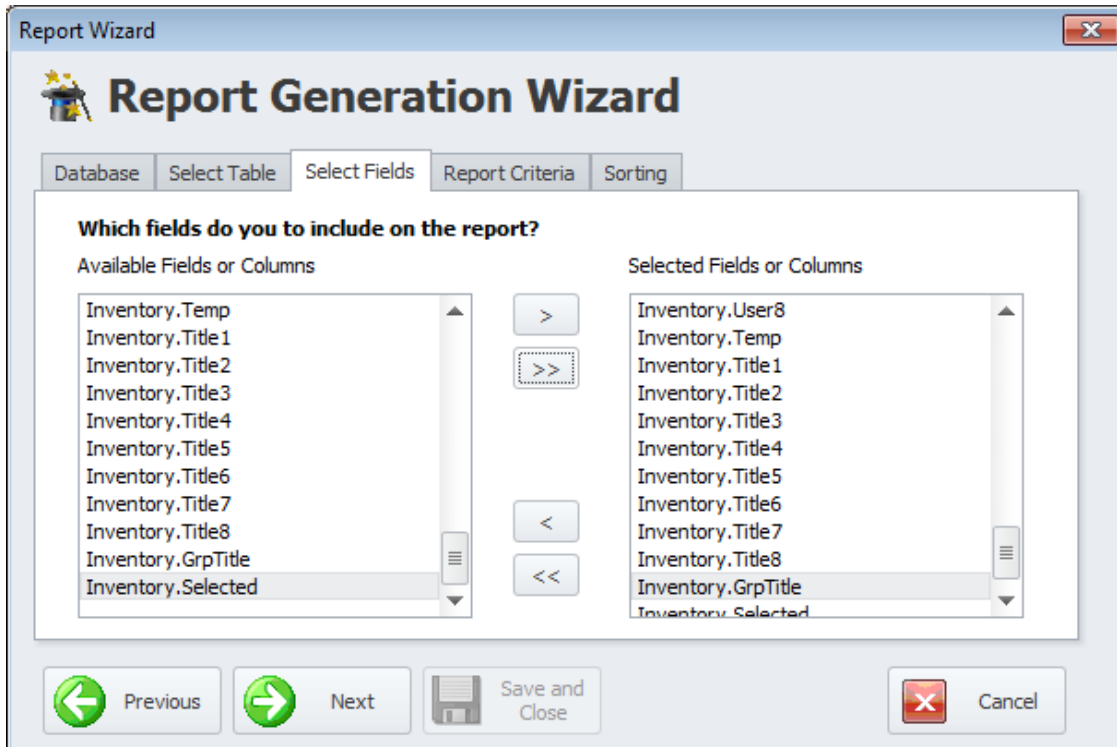 Report Wizard
Report Generation Wizard
Database Select Table Select Fields Report Criteria Sorting
Which fields do you to include on the report?
Available Fields or Columns
Inventory.Temp
Inventory.Title1
Inventory.Title2
Inventory.Title3
Inventory.Title4
Inventory.Title5
Inventory.Title6
Inventory.Title7
Inventory.Title8
Inventory.GrpTitle
Inventory.Selected
>
>>
<
<<
Selected Fields or Columns
Inventory.User8
Inventory.Temp
Inventory.Title1
Inventory.Title2
Inventory.Title3
Inventory.Title4
Inventory.Title5
Inventory.Title6
Inventory.Title7
Inventory.Title8
Inventory.GrpTitle
Inventory.Selected
Previous
Next
Save and
Close
Cancel